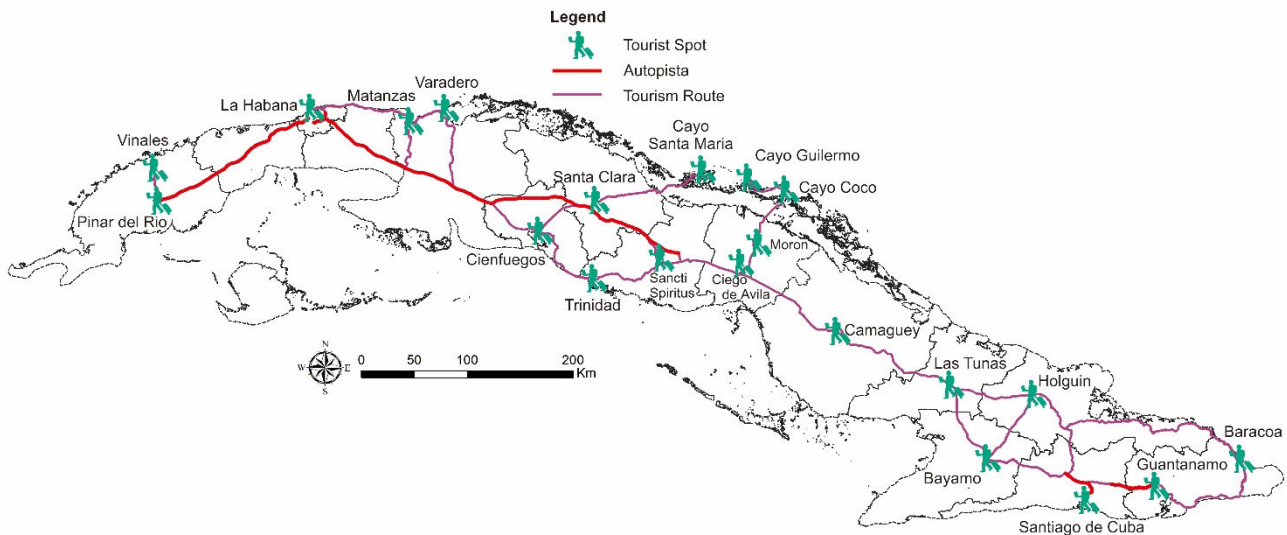 Legend
Tourist Spot
Autopista
Tourism Route
La Habana
Matanzas
Varadero
Vinales
Pinar del Rio
Cayo
Santa Maria
Cayo Guilermo
Cayo Coco
Santa Clara
Cienfuegos
Trinidad
Sancti
Spiritus
Ciego
de Avila
Moron
Camaguey
Las Tunas
Holguin
Baracoa
Guantanamo
Bayamo
Santiago de Cuba
N
W E
S
0 50 100 200
Km